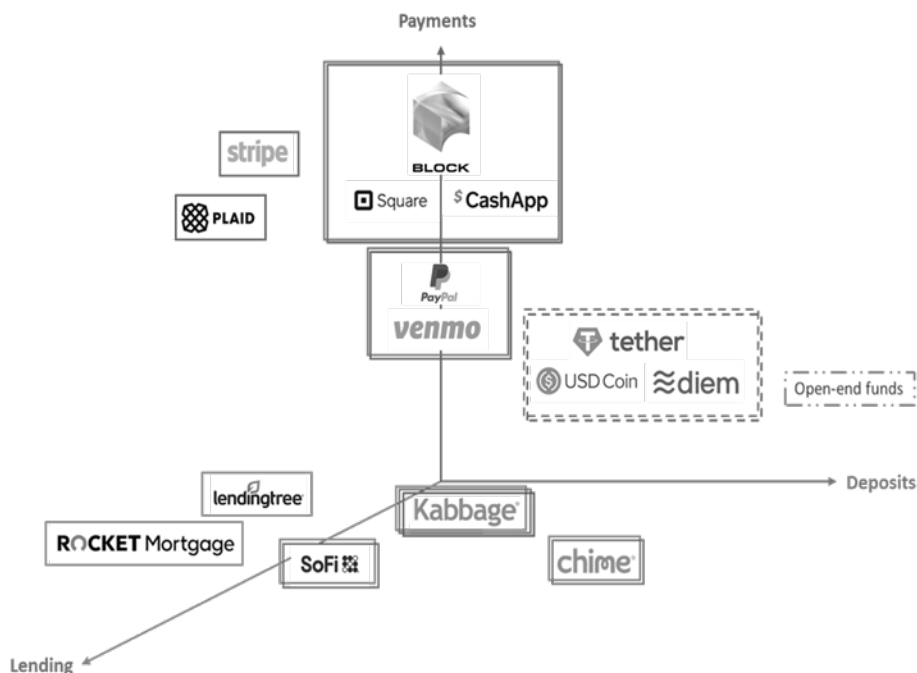 Payments
BLOCK
stripe
Square
$ CashApp
PLAID
PayPal
venmo
tether
USD Coin
diem
Open-end funds
Deposits
lendingtree
Kabbage
ROCKET Mortgage
SoFi
chime
Lending